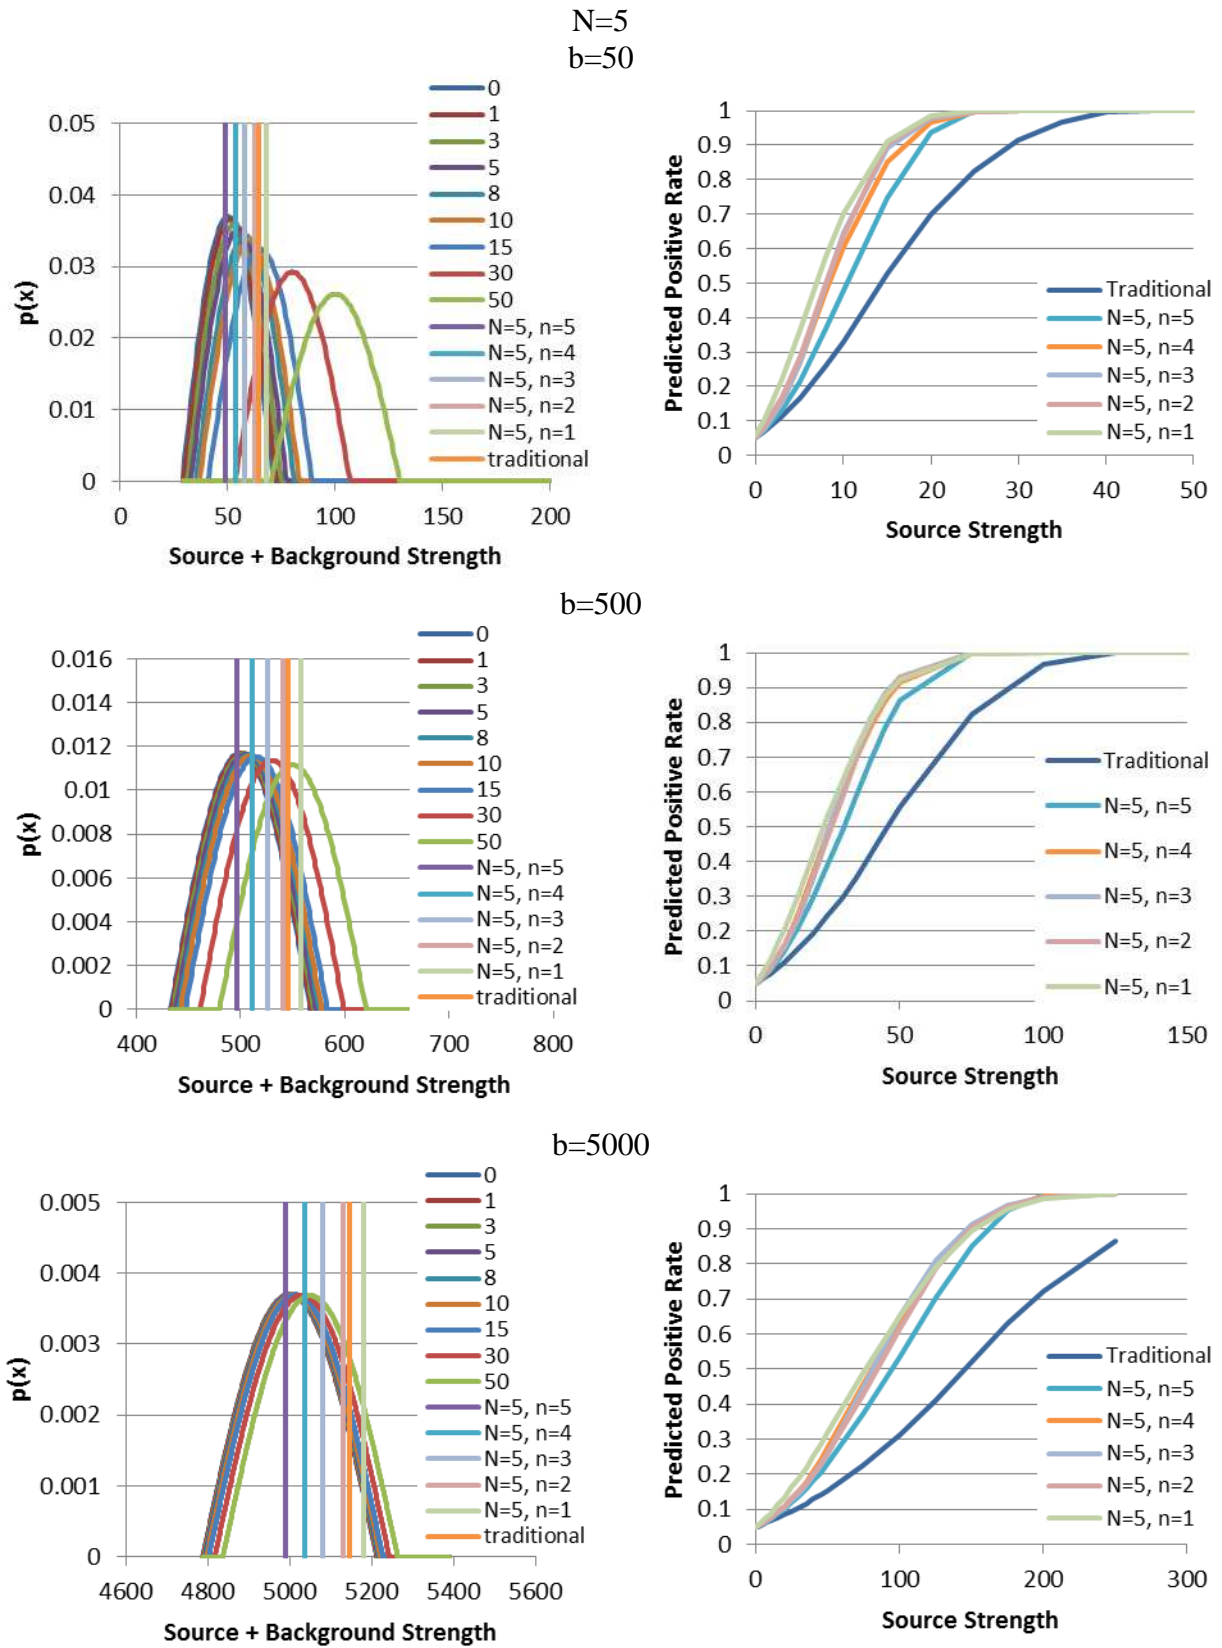 N=5
b=50
0
1
3
5
8
10
15
30
50
N=5, n=5
N=5, n=4
N=5, n=3
N=5, n=2
N=5, n=1
traditional
0.05
0.04
0.03
0.02
0.01
0
p(x)
0 50 100 150 200
Source + Background Strength
1
0.9
0.8
0.7
0.6
0.5
0.4
0.3
0.2
0.1
0
Predicted Positive Rate
Traditional
N=5, n=5
N=5, n=4
N=5, n=3
N=5, n=2
N=5, n=1
0 10 20 30 40 50
Source Strength
b=500
0
1
3
5
8
10
15
30
50
N=5, n=5
N=5, n=4
N=5, n=3
N=5, n=2
N=5, n=1
traditional
0.016
0.014
0.012
0.01
0.008
0.006
0.004
0.002
0
p(x)
400 500 600 700 800
Source + Background Strength
1
0.9
0.8
0.7
0.6
0.5
0.4
0.3
0.2
0.1
0
Predicted Positive Rate
Traditional
N=5, n=5
N=5, n=4
N=5, n=3
N=5, n=2
N=5, n=1
0 50 100 150
Source Strength
b=5000
0
1
3
5
8
10
15
30
50
N=5, n=5
N=5, n=4
N=5, n=3
N=5, n=2
N=5, n=1
traditional
0.005
0.004
0.003
0.002
0.001
0
p(x)
4600 4800 5000 5200 5400 5600
Source + Background Strength
1
0.9
0.8
0.7
0.6
0.5
0.4
0.3
0.2
0.1
0
Predicted Positive Rate
Traditional
N=5, n=5
N=5, n=4
N=5, n=3
N=5, n=2
N=5, n=1
0 100 200 300
Source Strength